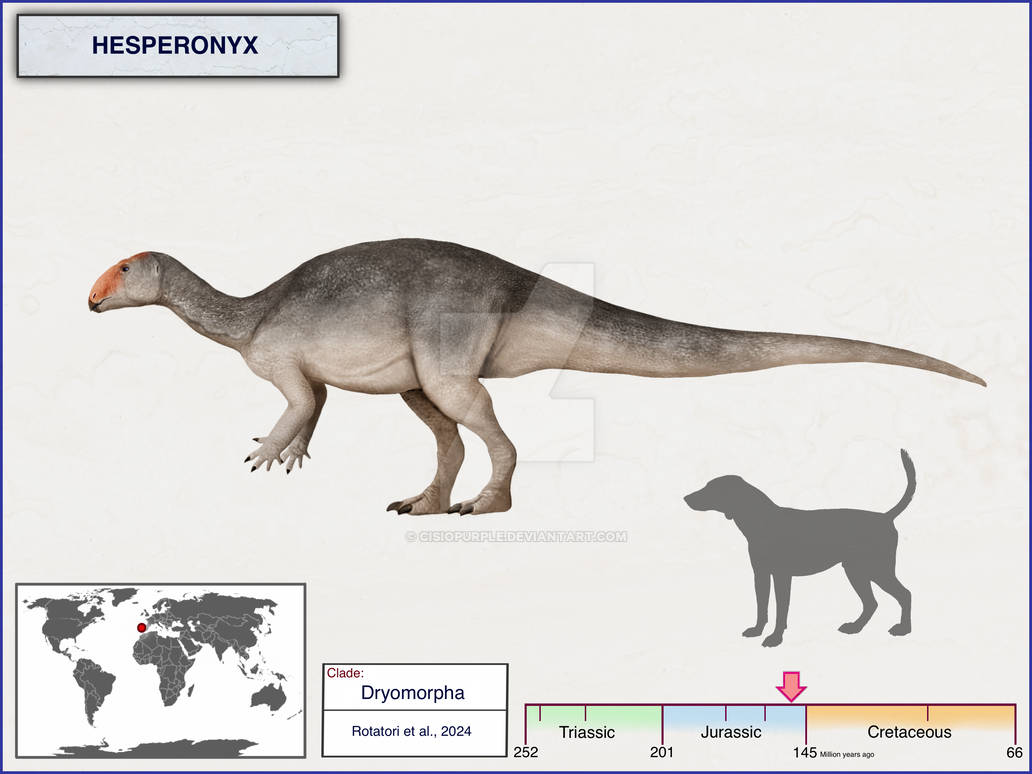 HESPERONYX
© CISIOPURPLE.DEVIANTART.COM
Clade:
Dryomorpha
Rotatori et al., 2024
Triassic
Jurassic
Cretaceous
252
201
145 Million years ago
66